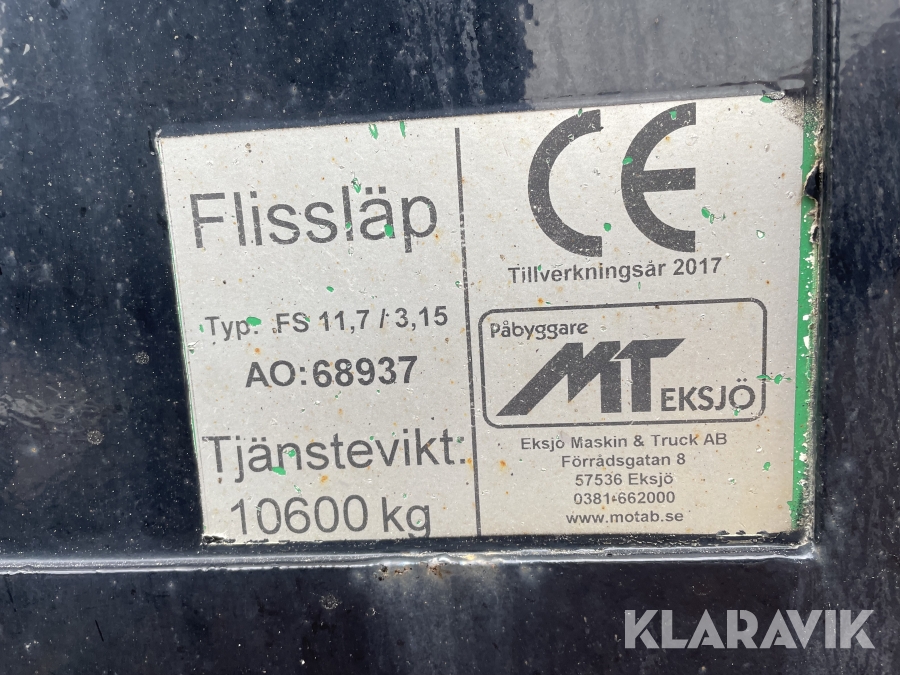 Flissläp
Typ: FS 11,7 / 3,15
AO: 68937
Tjänstevikt:
10600 kg
CE
Tillverkningsår 2017
Påbyggare
MT EKSJÖ
Eksjö Maskin & Truck AB
Förrådsgatan 8
57536 Eksjö
0381-662000
www.motab.se
KLARAVIK